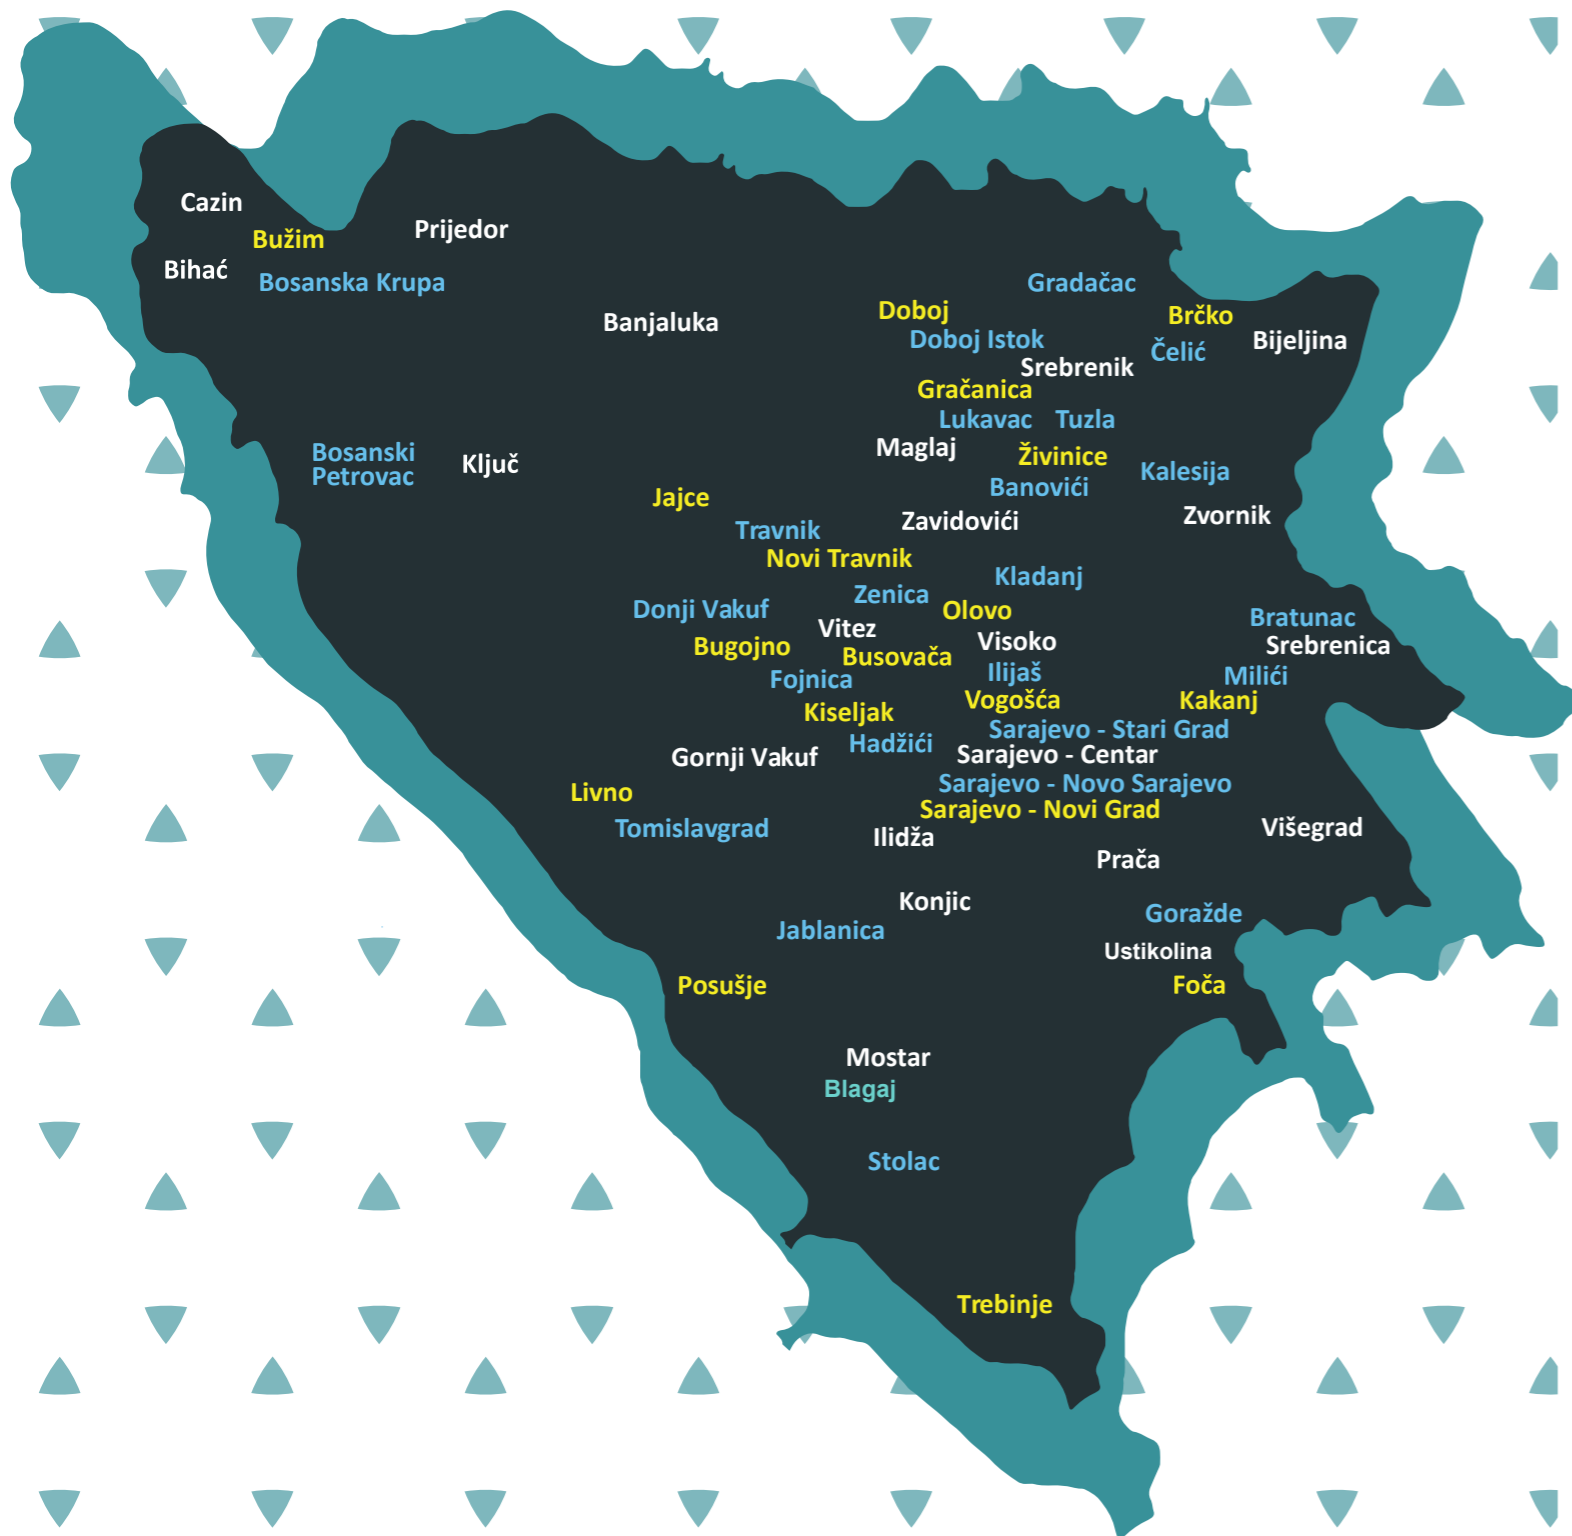 Cazin
Prijedor
Bužim
Bihać
Bosanska Krupa
Gradačac
Doboj
Brčko
Banjaluka
Doboj Istok
Bijeljina
Čelić
Srebrenik
Gračanica
Lukavac
Tuzla
Maglaj
Bosanski
Petrovac
Ključ
Živinice
Kalesija
Banovići
Jajce
Zavidovići
Zvornik
Travnik
Novi Travnik
Kladanj
Zenica
Donji Vakuf
Olovo
Bratunac
Vitez
Visoko
Srebrenica
Bugojno
Busovača
Ilijaš
Milići
Fojnica
Vogošća
Kakanj
Kiseljak
Sarajevo - Stari Grad
Hadžići
Sarajevo - Centar
Gornji Vakuf
Sarajevo - Novo Sarajevo
Livno
Sarajevo - Novi Grad
Tomislavgrad
Višegrad
Ilidža
Prača
Konjic
Goražde
Jablanica
Ustikolina
Posušje
Foča
Mostar
Blagaj
Stolac
Trebinje